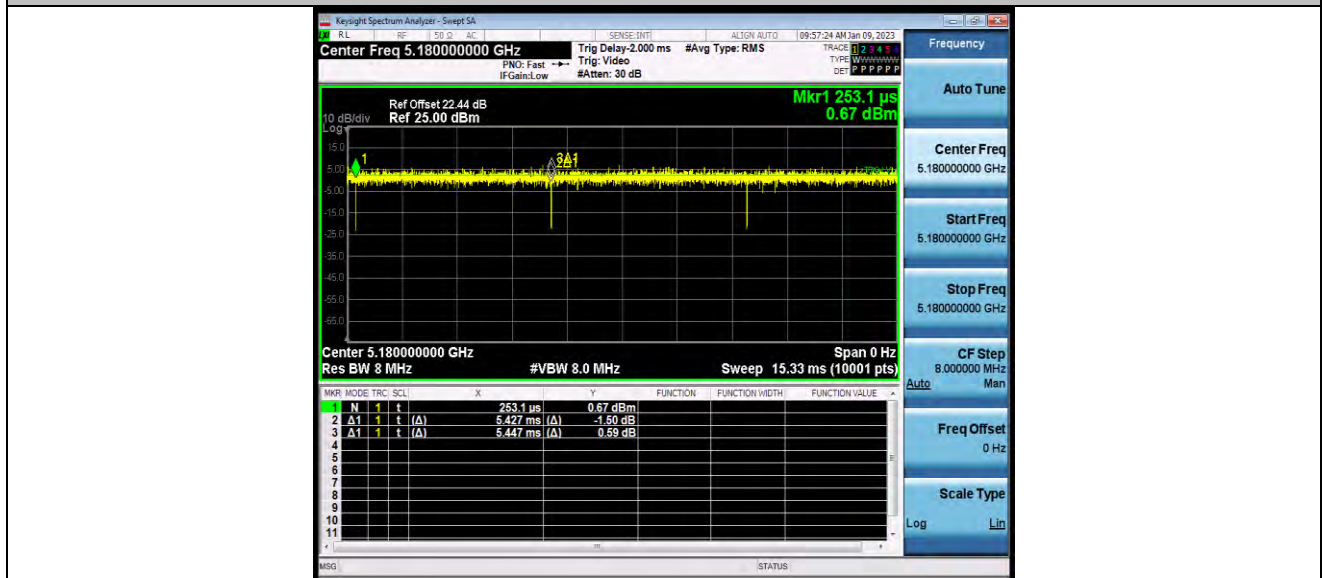 Keysight Spectrum Analyzer - Swept SA
RL RF 50 Ω AC SENSE:INT ALIGN AUTO 09:57:24 AM Jan 09, 2023
Center Freq 5.180000000 GHz
PNO: Fast
IFGain:Low
Trig Delay-2.000 ms
Trig: Video
#Atten: 30 dB
#Avg Type: RMS
TRACE 1 2 3 4 5 6
TYPE W
DET P P P P P P
Ref Offset 22.44 dB
10 dB/div Ref 25.00 dBm
Log
Mkr1 253.1 µs
0.67 dBm
15.0
5.00
-5.00
-15.0
-25.0
-35.0
-45.0
-55.0
-65.0
1
3Δ1
Center 5.180000000 GHz Span 0 Hz
Res BW 8 MHz #VBW 8.0 MHz Sweep 15.33 ms (10001 pts)
MKR MODE TRC SCL X Y FUNCTION FUNCTION WIDTH FUNCTION VALUE
1 N 1 t 253.1 µs 0.67 dBm
2 Δ1 1 t (Δ) 5.427 ms (Δ) -1.50 dB
3 Δ1 1 t (Δ) 5.447 ms (Δ) 0.59 dB
4
5
6
7
8
9
10
11
MSG STATUS
Frequency
Auto Tune
Center Freq
5.180000000 GHz
Start Freq
5.180000000 GHz
Stop Freq
5.180000000 GHz
CF Step
8.000000 MHz
Auto Man
Freq Offset
0 Hz
Scale Type
Log Lin